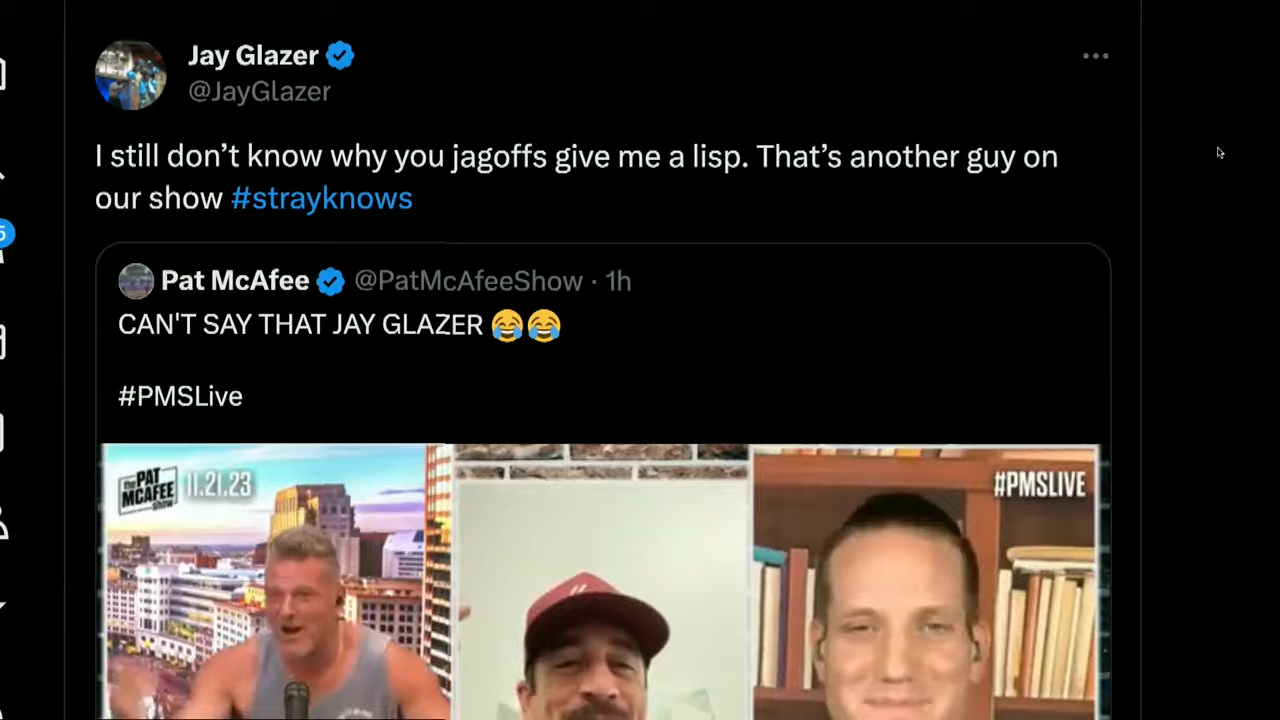 Jay Glazer
@JayGlazer
I still don’t know why you jagoffs give me a lisp. That’s another guy on
our show #strayknows
5
Pat McAfee @PatMcAfeeShow · 1h
CAN'T SAY THAT JAY GLAZER 😂😂
#PMSLive
the PAT MCAFEE Show 11.21.23
#PMSLIVE